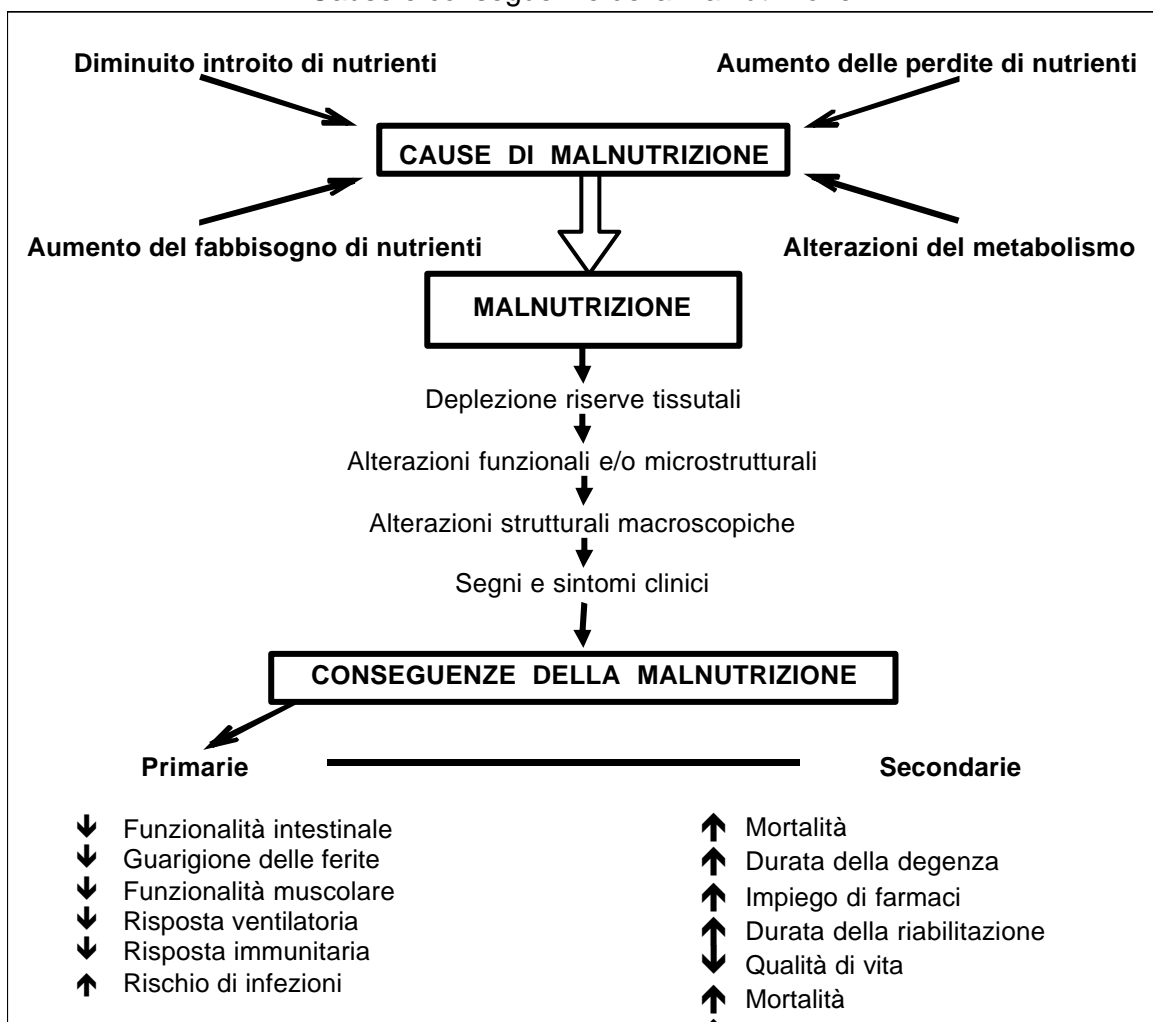 Diminuito introito di nutrienti
Aumento delle perdite di nutrienti
CAUSE DI MALNUTRIZIONE
Aumento del fabbisogno di nutrienti
Alterazioni del metabolismo
MALNUTRIZIONE
Deplezione riserve tissutali
Alterazioni funzionali e/o microstrutturali
Alterazioni strutturali macroscopiche
Segni e sintomi clinici
CONSEGUENZE DELLA MALNUTRIZIONE
Primarie
Secondarie
↓ Funzionalità intestinale
↓ Guarigione delle ferite
↓ Funzionalità muscolare
↓ Risposta ventilatoria
↓ Risposta immunitaria
↑ Rischio di infezioni
↑ Mortalità
↑ Durata della degenza
↑ Impiego di farmaci
↑ Durata della riabilitazione
↓ Qualità di vita
↑ Mortalità